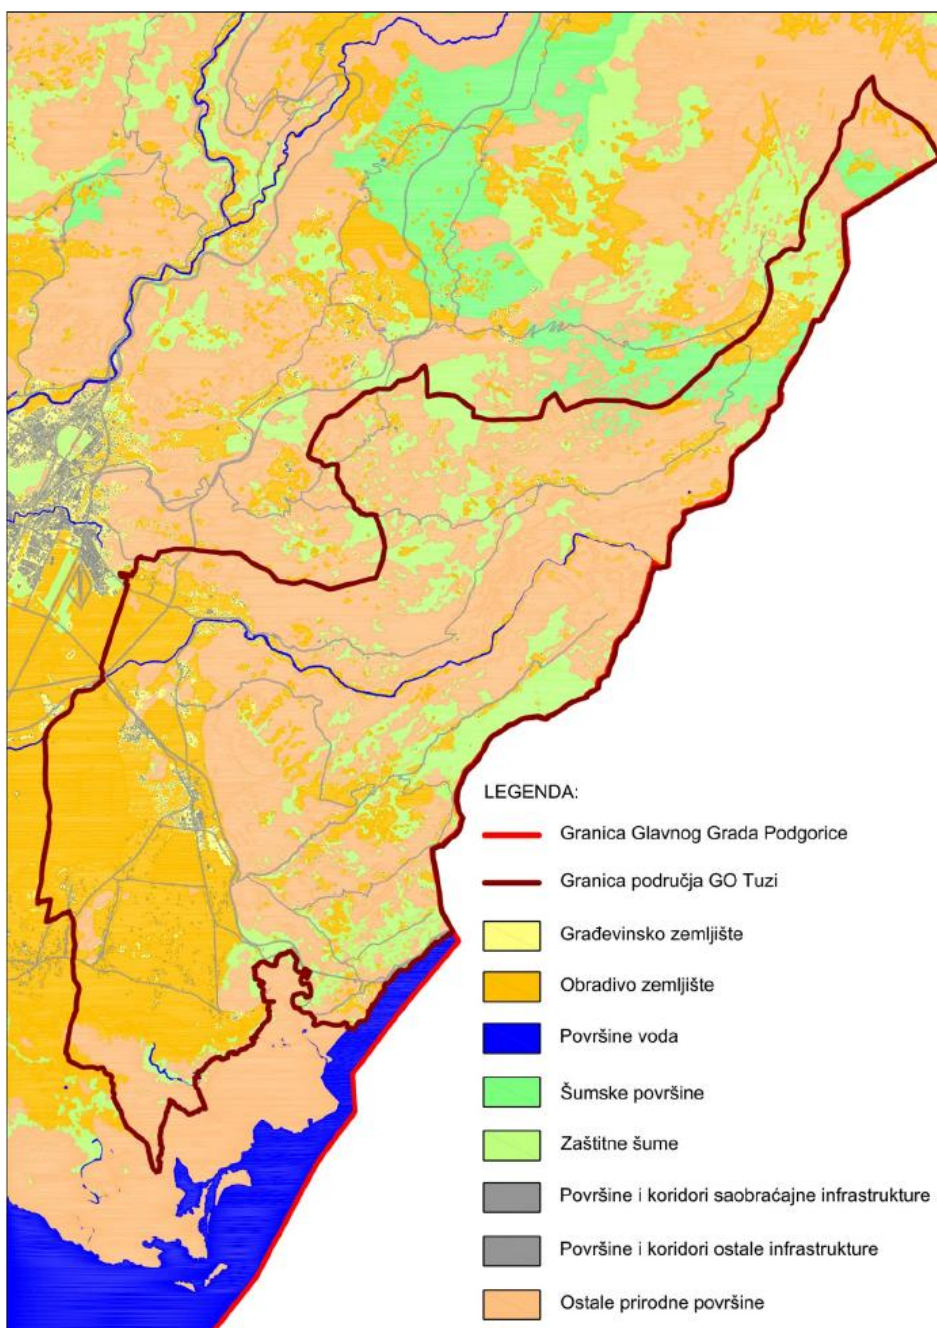 LEGENDA:
Granica Glavnog Grada Podgorice
Granica područja GO Tuzi
Građevinsko zemljište
Obradivo zemljište
Površine voda
Šumske površine
Zaštitne šume
Površine i koridori saobraćajne infrastrukture
Površine i koridori ostale infrastrukture
Ostale prirodne površine